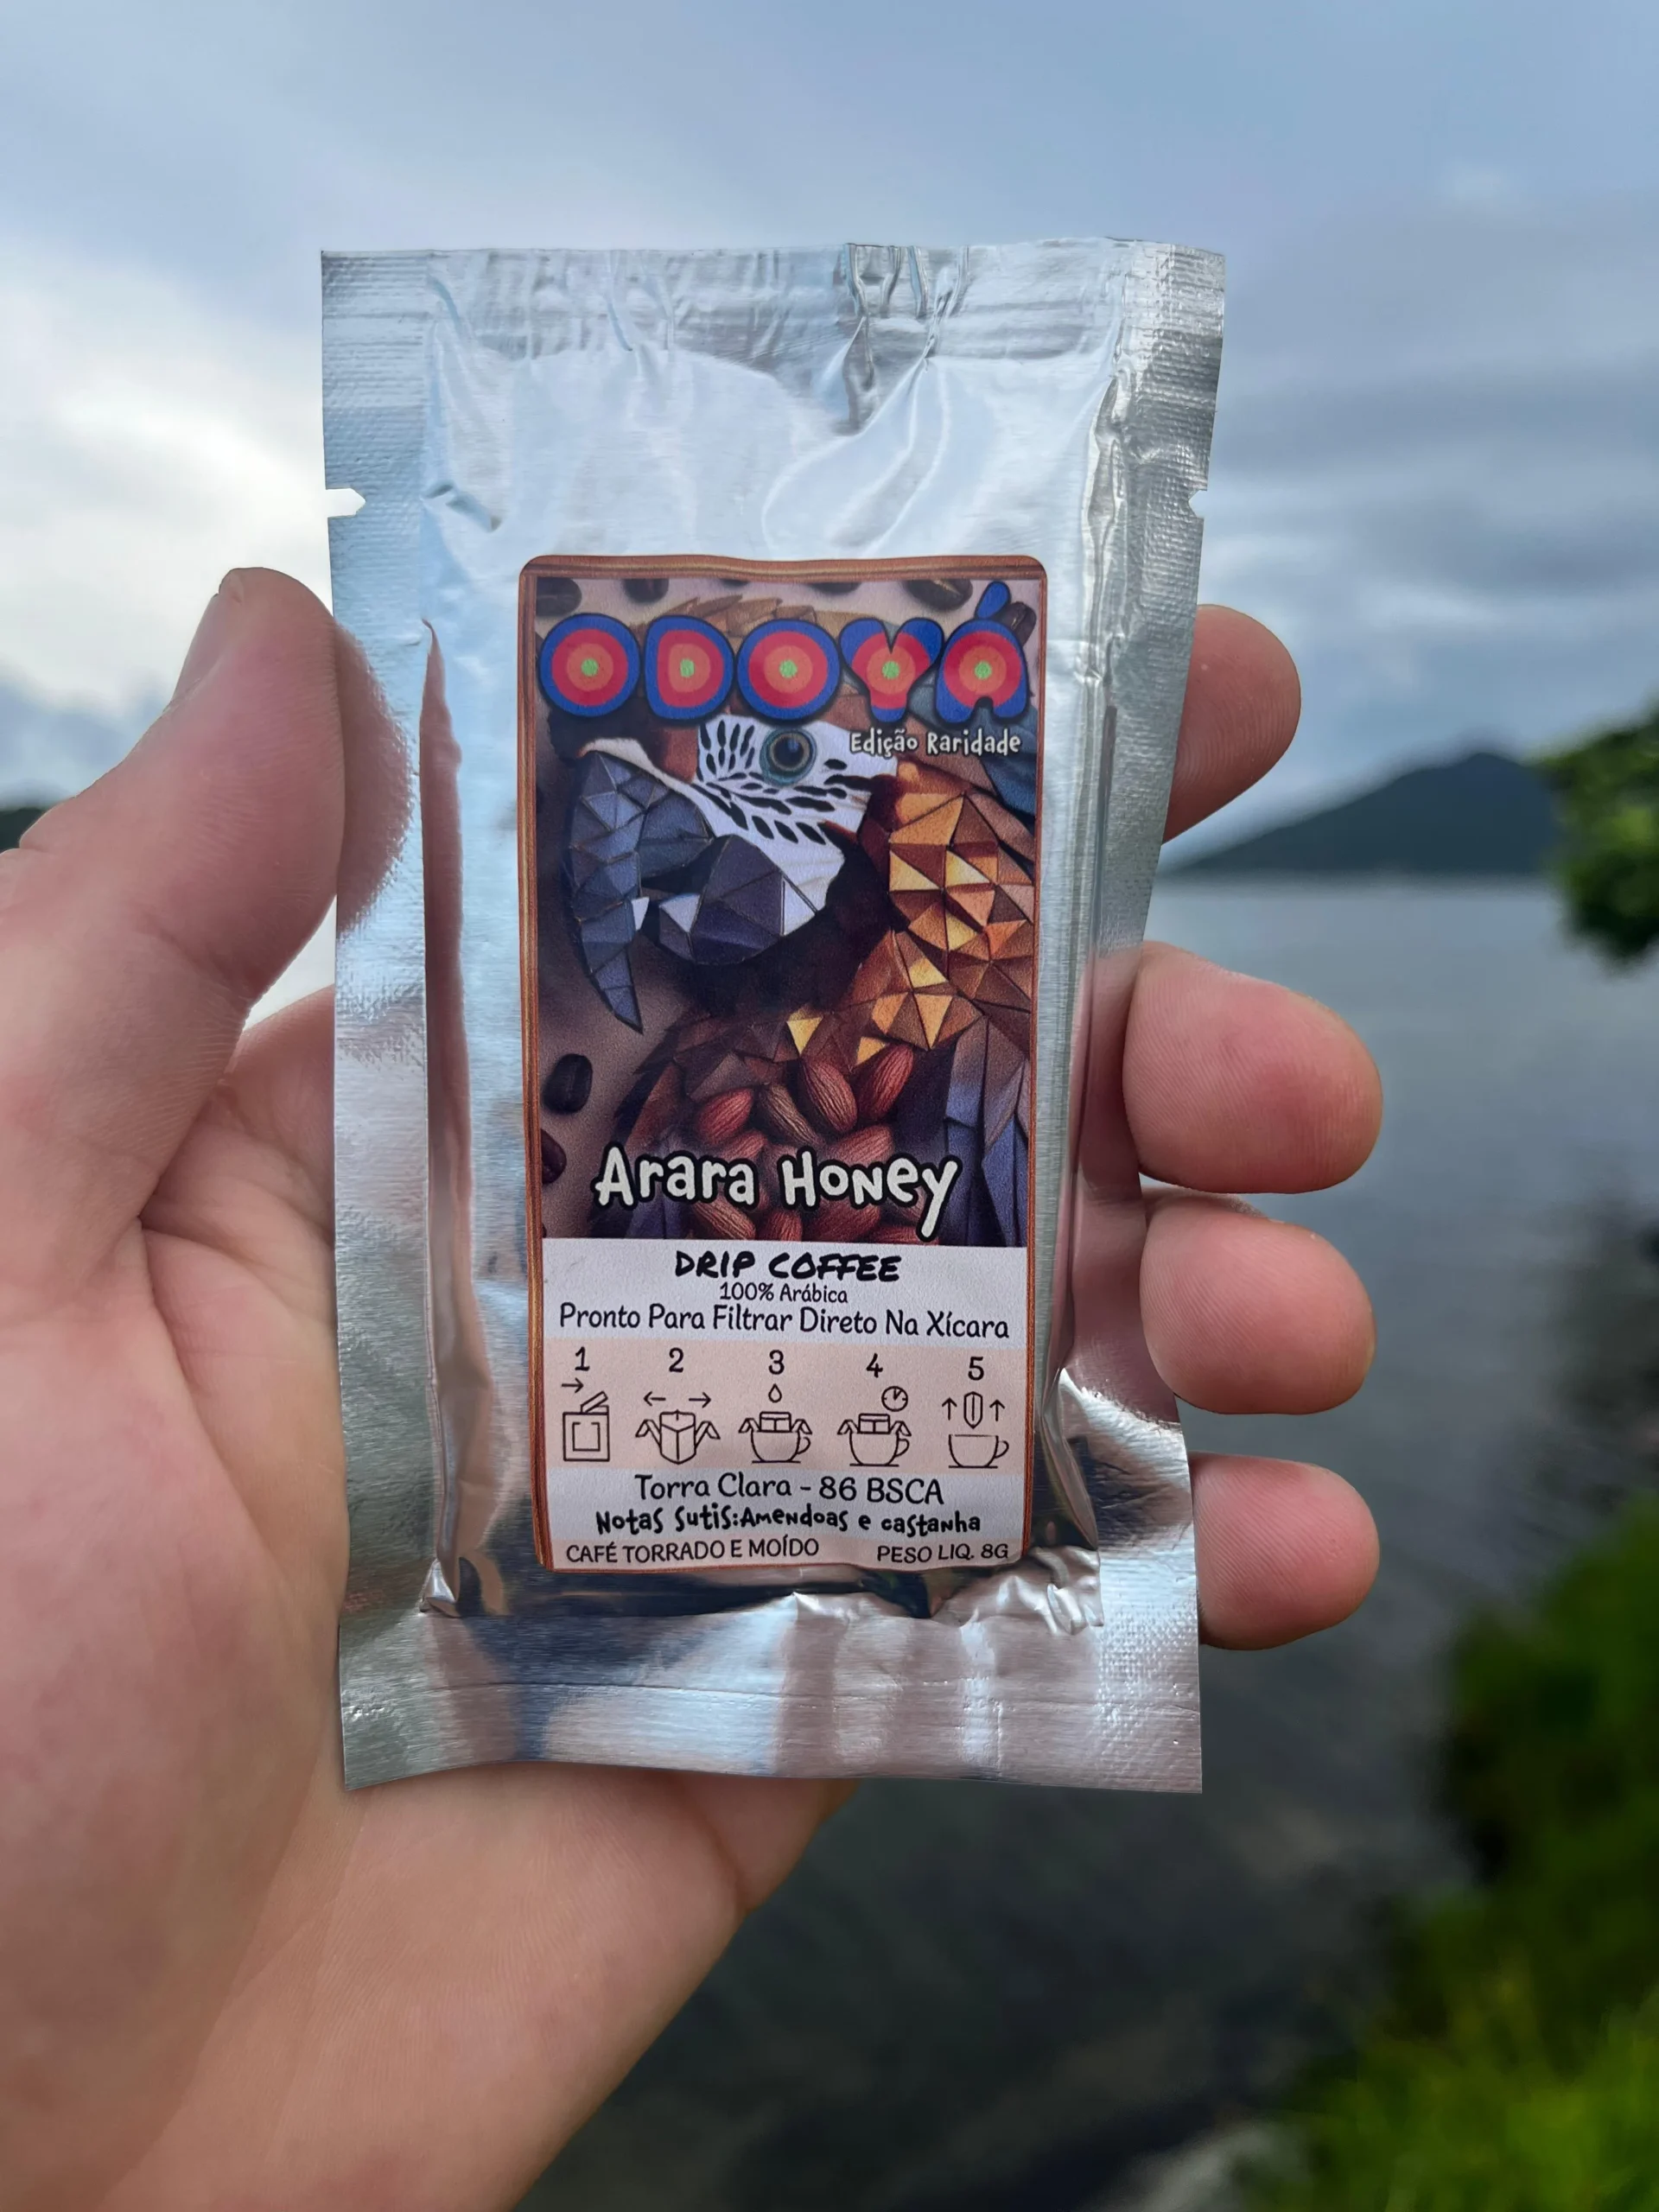 ODOYÁ
Edição Raridade
Arara Honey
DRIP COFFEE
100% Arábica
Pronto Para Filtrar Direto Na Xícara
1 2 3 4 5
Torra Clara - 86 BSCA
Notas Sutis:Amendoas e castanha
CAFÉ TORRADO E MOÍDO PESO LIQ. 8G